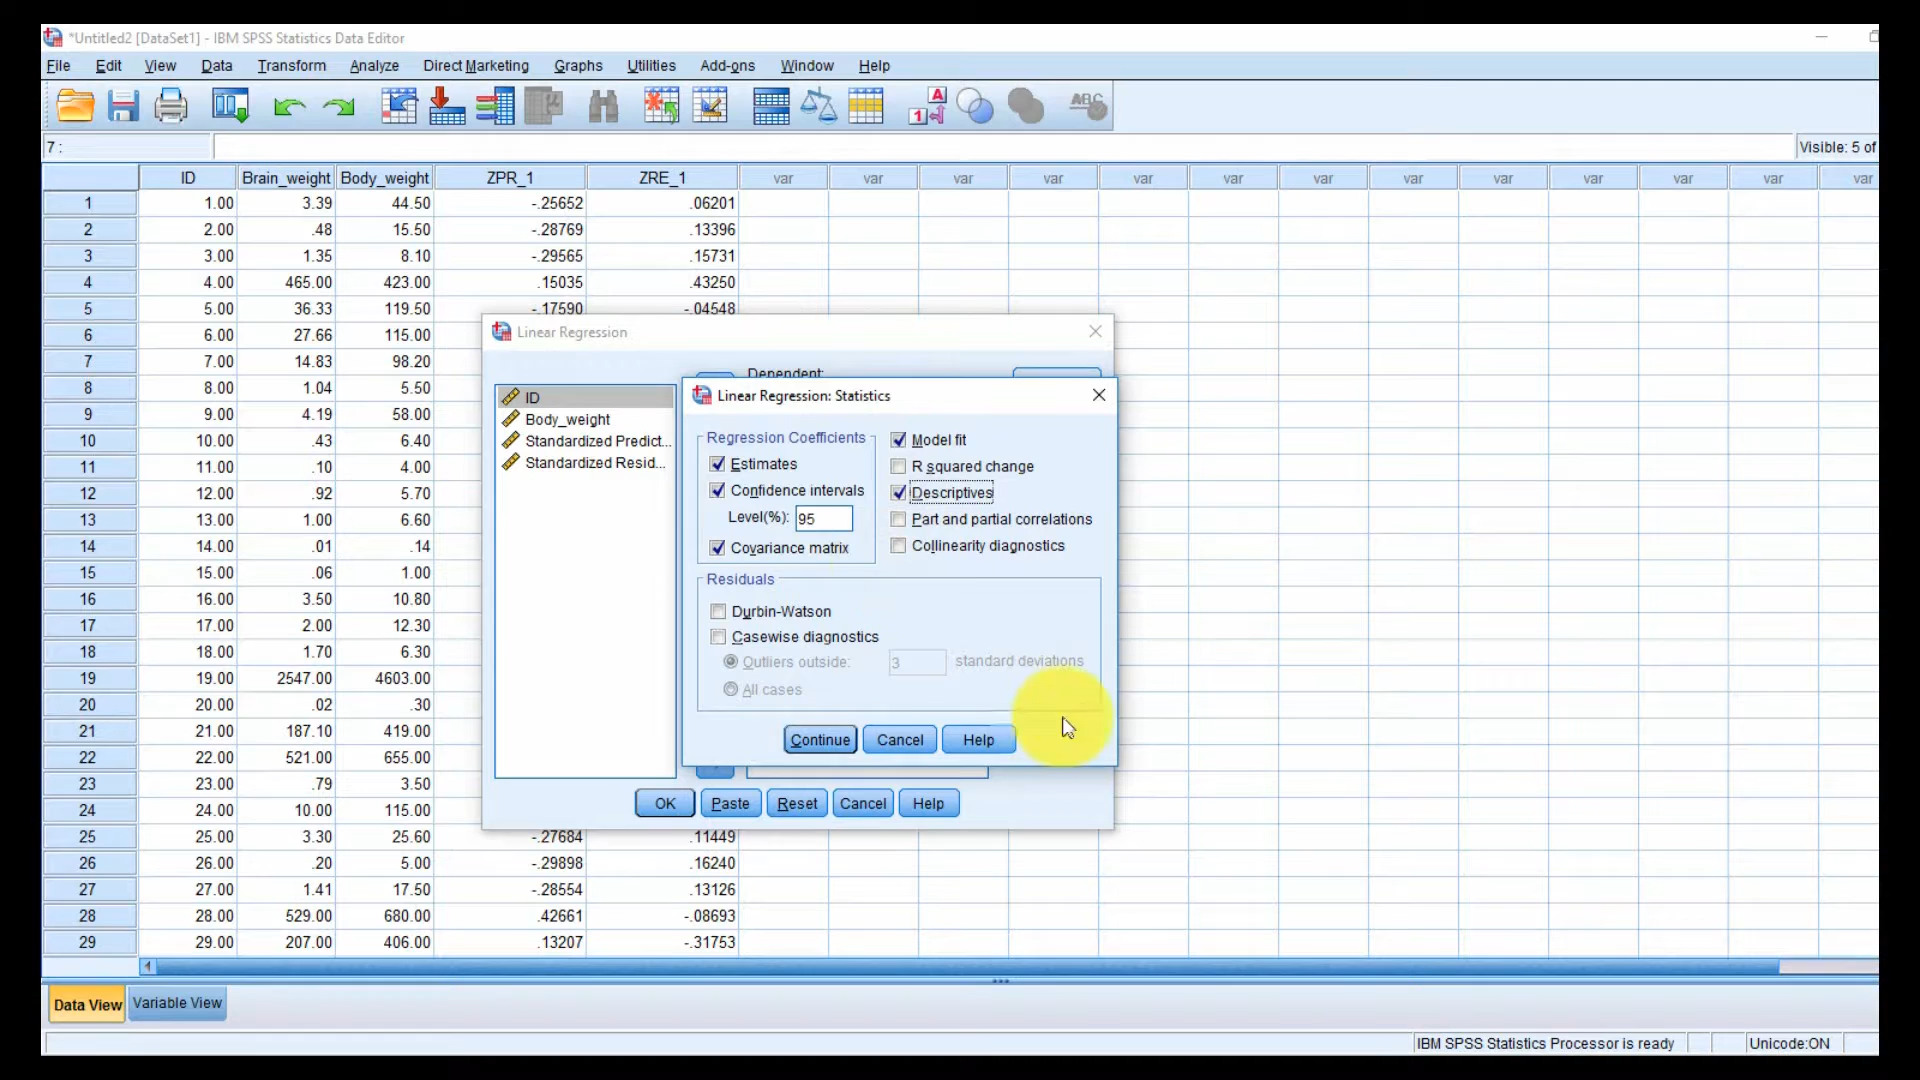 *Untitled2 [DataSet1] - IBM SPSS Statistics Data Editor
File Edit View Data Transform Analyze Direct Marketing Graphs Utilities Add-ons Window Help
7 : Visible: 5 of
ID Brain_weight Body_weight ZPR_1 ZRE_1 var var var var var var var var var var var var var
1 1.00 3.39 44.50 -.25652 .06201
2 2.00 .48 15.50 -.28769 .13396
3 3.00 1.35 8.10 -.29565 .15731
4 4.00 465.00 423.00 .15035 .43250
5 5.00 36.33 119.50 -.17590 -.04548
6 6.00 27.66 115.00
7 7.00 14.83 98.20
8 8.00 1.04 5.50
9 9.00 4.19 58.00
10 10.00 .43 6.40
11 11.00 .10 4.00
12 12.00 .92 5.70
13 13.00 1.00 6.60
14 14.00 .01 .14
15 15.00 .06 1.00
16 16.00 3.50 10.80
17 17.00 2.00 12.30
18 18.00 1.70 6.30
19 19.00 2547.00 4603.00
20 20.00 .02 .30
21 21.00 187.10 419.00
22 22.00 521.00 655.00
23 23.00 .79 3.50
24 24.00 10.00 115.00
25 25.00 3.30 25.60 -.27684 .11449
26 26.00 .20 5.00 -.29898 .16240
27 27.00 1.41 17.50 -.28554 .13126
28 28.00 529.00 680.00 .42661 -.08693
29 29.00 207.00 406.00 .13207 -.31753
Linear Regression
Dependent:
ID
Body_weight
Standardized Predict...
Standardized Resid...
Linear Regression: Statistics
Regression Coefficients
Estimates
Confidence intervals
Level(%): 95
Covariance matrix
Model fit
R squared change
Descriptives
Part and partial correlations
Collinearity diagnostics
Residuals
Durbin-Watson
Casewise diagnostics
Outliers outside: 3 standard deviations
All cases
Continue Cancel Help
OK Paste Reset Cancel Help
Data View Variable View
IBM SPSS Statistics Processor is ready Unicode:ON